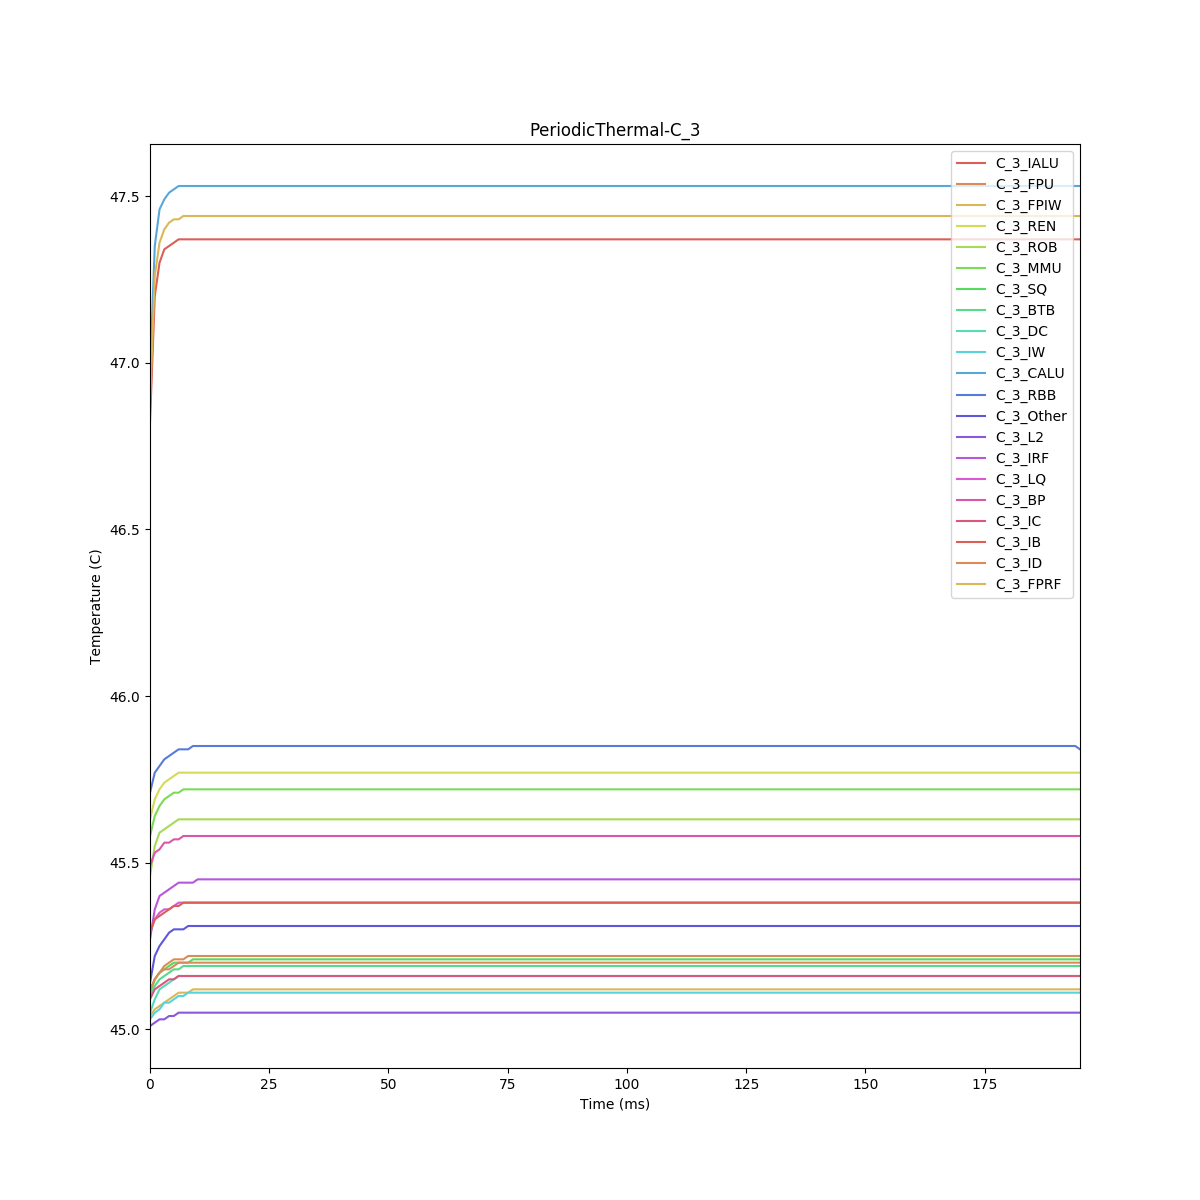 PeriodicThermal-C_3
C_3_IALU
C_3_FPU
C_3_FPIW
C_3_REN
C_3_ROB
C_3_MMU
C_3_SQ
C_3_BTB
C_3_DC
C_3_IW
C_3_CALU
C_3_RBB
C_3_Other
C_3_L2
C_3_IRF
C_3_LQ
C_3_BP
C_3_IC
C_3_IB
C_3_ID
C_3_FPRF
47.5
47.0
46.5
46.0
45.5
45.0
Temperature (C)
0 25 50 75 100 125 150 175
Time (ms)